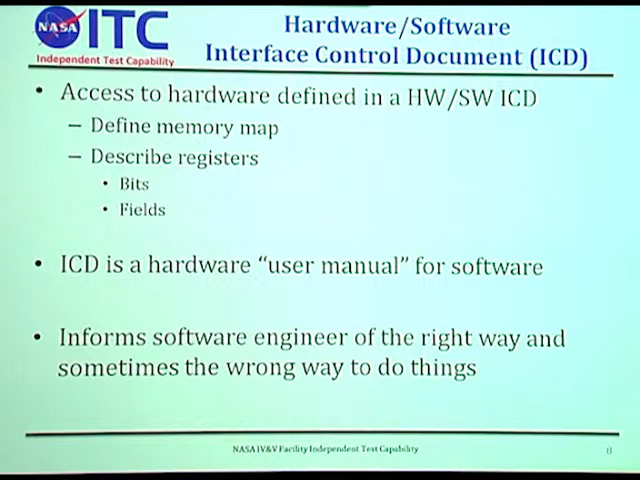 NASA ITC
Independent Test Capability
Hardware/Software
Interface Control Document (ICD)
• Access to hardware defined in a HW/SW ICD
– Define memory map
– Describe registers
• Bits
• Fields
• ICD is a hardware “user manual” for software
• Informs software engineer of the right way and
sometimes the wrong way to do things
NASA IV&V Facility Independent Test Capability
8